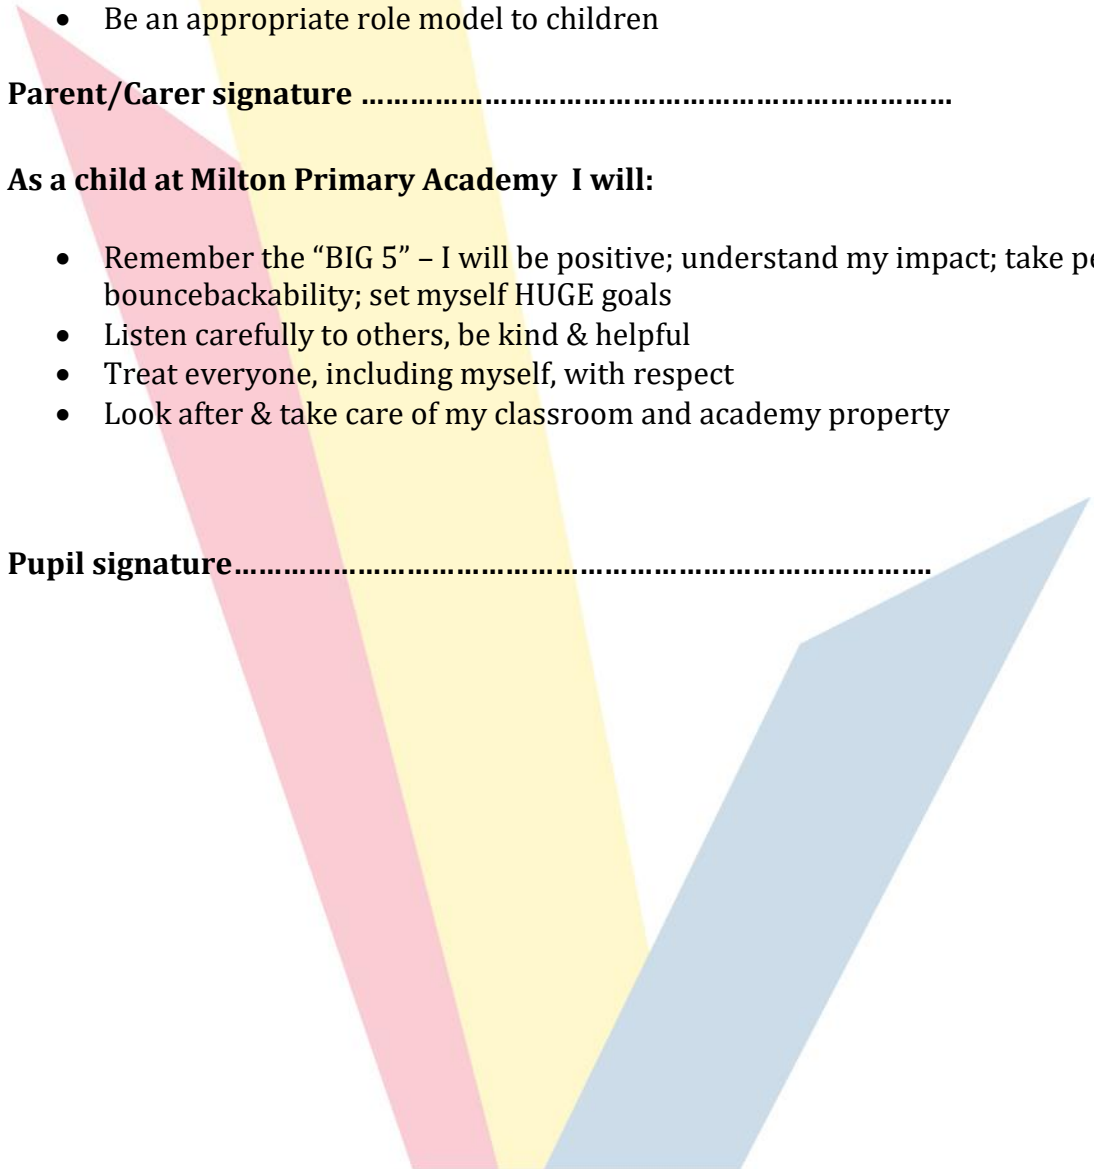 • Be an appropriate role model to children
Parent/Carer signature ………………………………………………………………
As a child at Milton Primary Academy  I will:
• Remember the “BIG 5” – I will be positive; understand my impact; take
bouncebackability; set myself HUGE goals
• Listen carefully to others, be kind & helpful
• Treat everyone, including myself, with respect
• Look after & take care of my classroom and academy property
Pupil signature…………………………………………………………………………